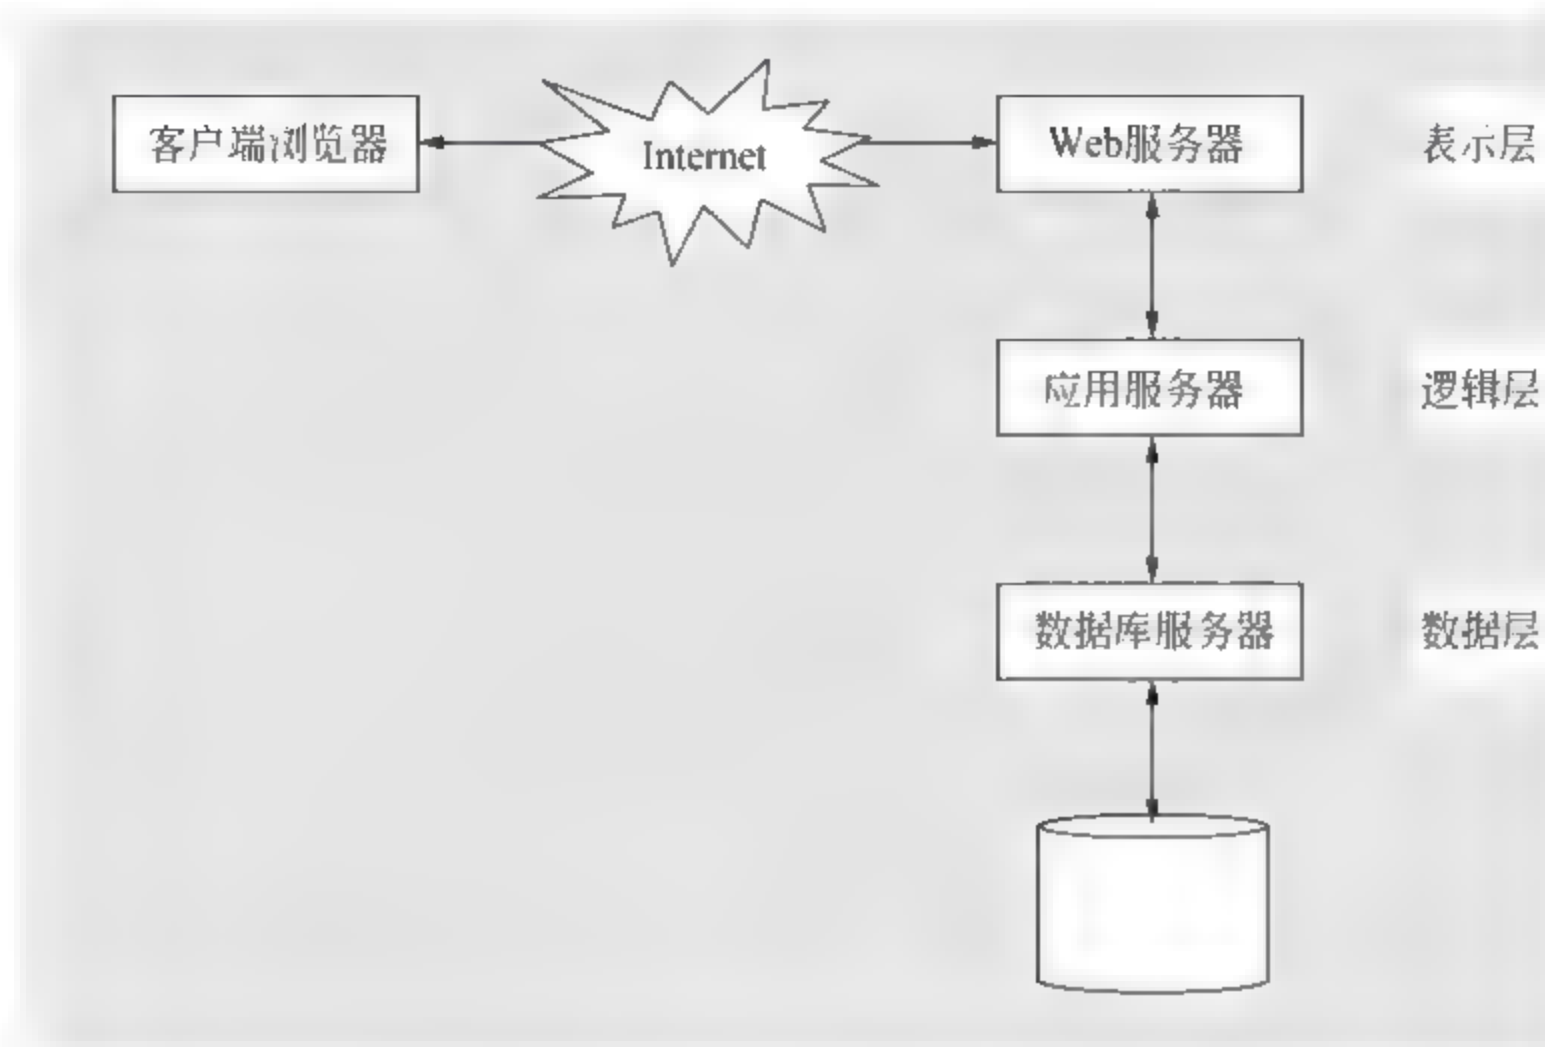 客户端浏览器
Internet
Web服务器
表示层
应用服务器
逻辑层
数据库服务器
数据层